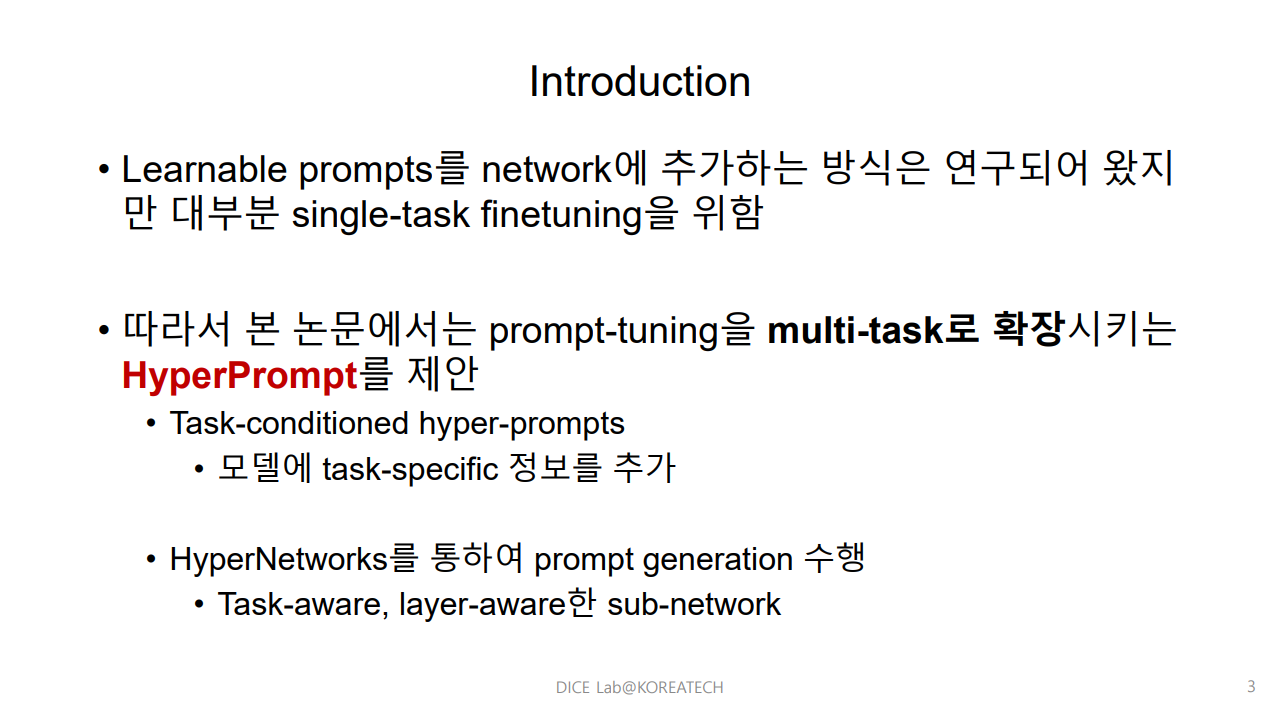 Introduction
• Learnable prompts를 network에 추가하는 방식은 연구되어 왔지
만 대부분 single-task finetuning을 위함
• 따라서 본 논문에서는 prompt-tuning을 multi-task로 확장시키는
HyperPrompt를 제안
• Task-conditioned hyper-prompts
• 모델에 task-specific 정보를 추가
• HyperNetworks를 통하여 prompt generation 수행
• Task-aware, layer-aware한 sub-network
DICE Lab@KOREATECH
3